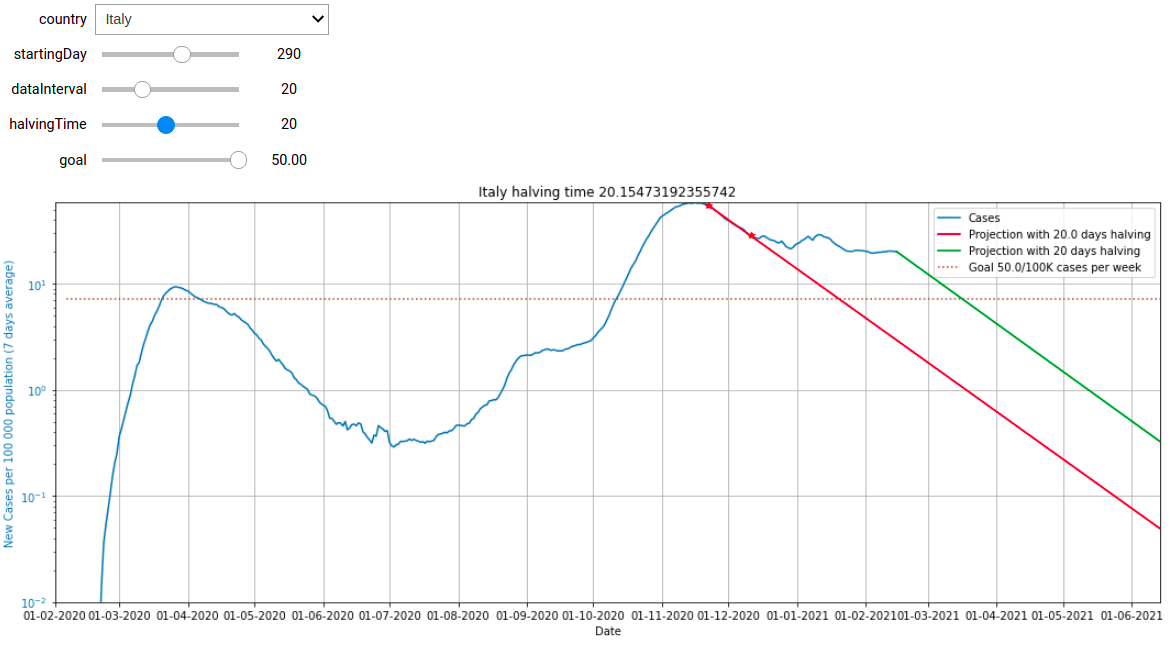 country Italy
startingDay 290
dataInterval 20
halvingTime 20
goal 50.00
Italy halving time 20.15473192355742
Cases
Projection with 20.0 days halving
Projection with 20 days halving
Goal 50.0/100K cases per week
New Cases per 100 000 population (7 days average)
10¹
10⁰
10⁻¹
10⁻²
01-02-2020 01-03-2020 01-04-2020 01-05-2020 01-06-2020 01-07-2020 01-08-2020 01-09-2020 01-10-2020 01-11-2020 01-12-2020 01-01-2021 01-02-2021 01-03-2021 01-04-2021 01-05-2021 01-06-2021
Date